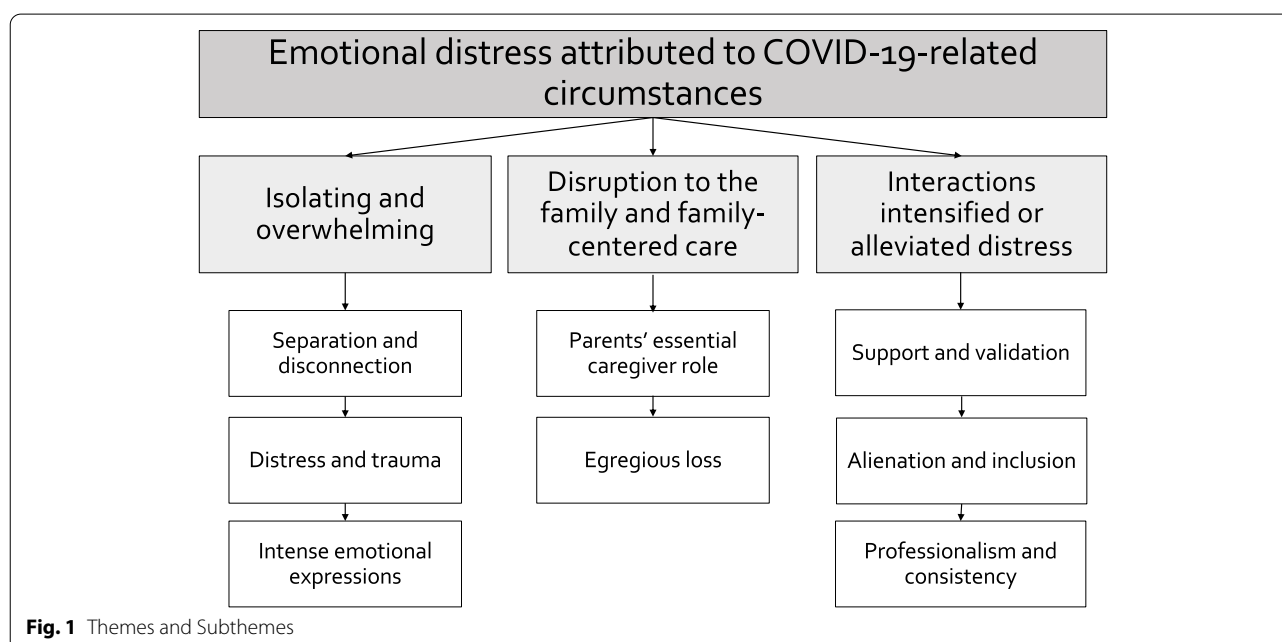 Emotional distress attributed to COVID-19-related
circumstances
Isolating and
overwhelming
Disruption to the
family and family-
centered care
Interactions
intensified or
alleviated distress
Separation and
disconnection
Parents' essential
caregiver role
Support and validation
Distress and trauma
Egregious loss
Alienation and inclusion
Intense emotional
expressions
Professionalism and
consistency
Fig. 1 Themes and Subthemes